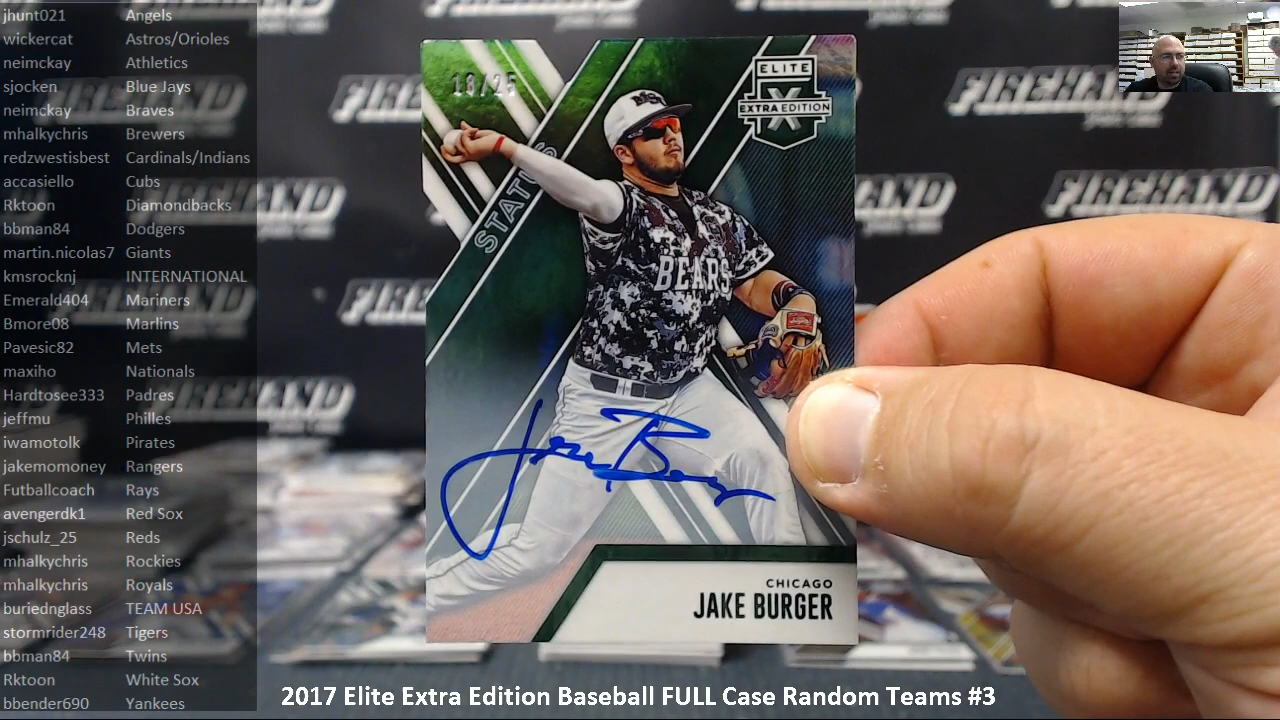 jhunt021 Angels
wickercat Astros/Orioles
neimckay Athletics
sjocken Blue Jays
neimckay Braves
mhalkychris Brewers
redzwestisbest Cardinals/Indians
accasiello Cubs
Rktoon Diamondbacks
bbman84 Dodgers
martin.nicolas7 Giants
kmsrocknj INTERNATIONAL
Emerald404 Mariners
Bmore08 Marlins
Pavesic82 Mets
maxiho Nationals
Hardtosee333 Padres
jeffmu Philles
iwamotolk Pirates
jakemomoney Rangers
Futballcoach Rays
avengerdk1 Red Sox
jschulz_25 Reds
mhalkychris Rockies
mhalkychris Royals
buriednglass TEAM USA
stormrider248 Tigers
bbman84 Twins
Rktoon White Sox
bbender690 Yankees
ELITE
X
EXTRA EDITION
STATUS
BEARS
Jake Burger
CHICAGO
JAKE BURGER
FIREHAND
FIREHAND
FIREHAND
FIREHAND
2017 Elite Extra Edition Baseball FULL Case Random Teams #3